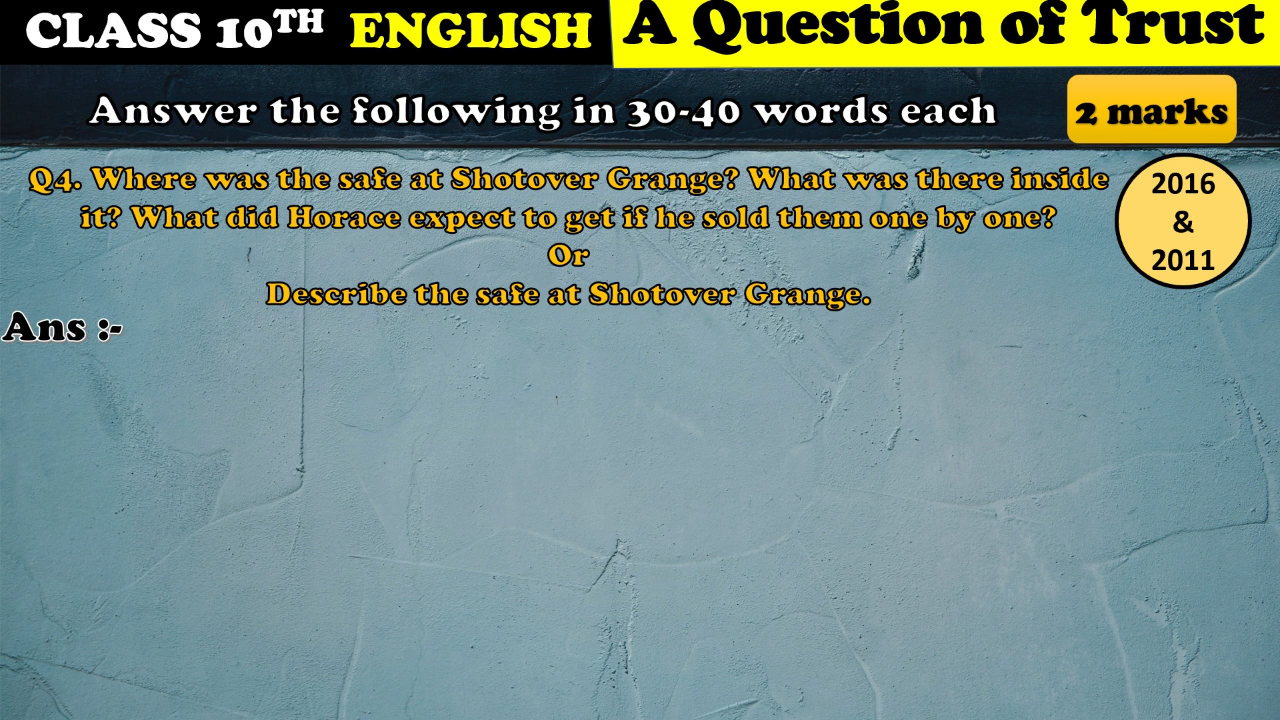 CLASS 10TH ENGLISH A Question of Trust
Answer the following in 30-40 words each
2 marks
Q4. Where was the safe at Shotover Grange? What was there inside
it? What did Horace expect to get if he sold them one by one?
Or
Describe the safe at Shotover Grange.
2016
&
2011
Ans :-